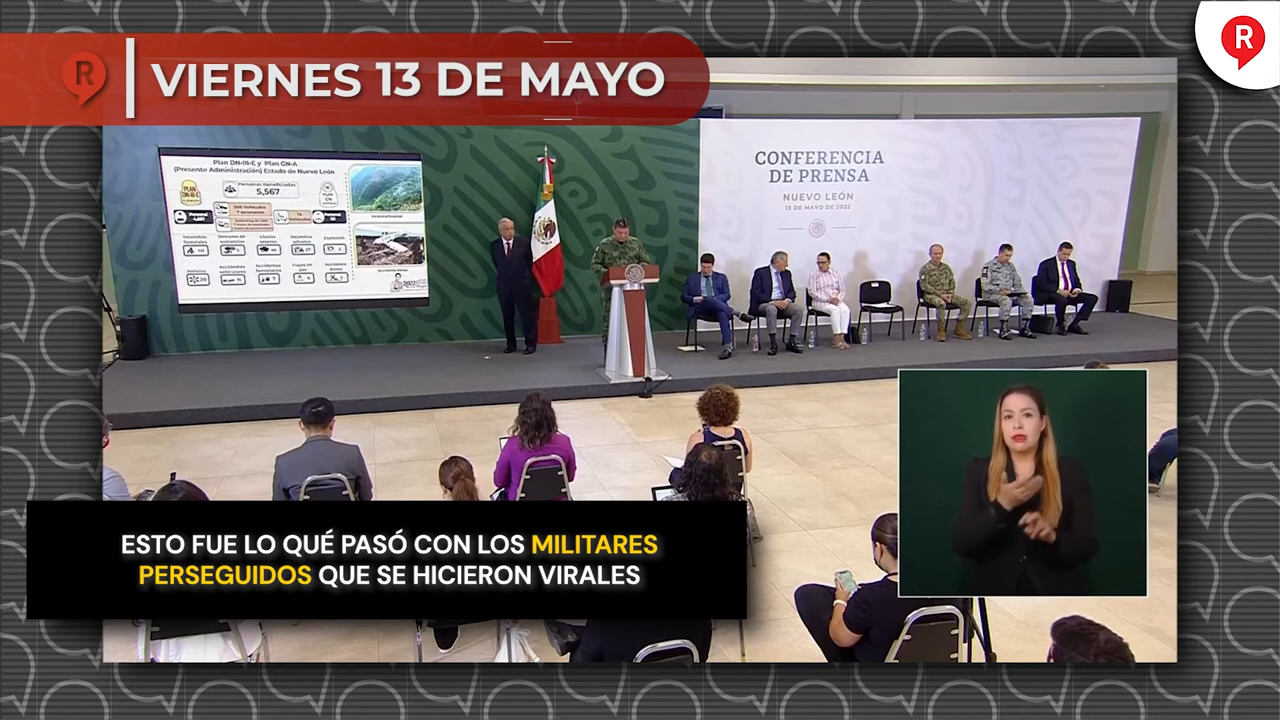 R
VIERNES 13 DE MAYO
R
Plan DN-III-E y Plan GN-A
(Presente Administración) Estado de Nuevo León
Personas Beneficiadas
5,567
CONFERENCIA
DE PRENSA
NUEVO LEÓN
13 DE MAYO DE 2022
ESTO FUE LO QUÉ PASÓ CON LOS MILITARES
PERSEGUIDOS QUE SE HICIERON VIRALES